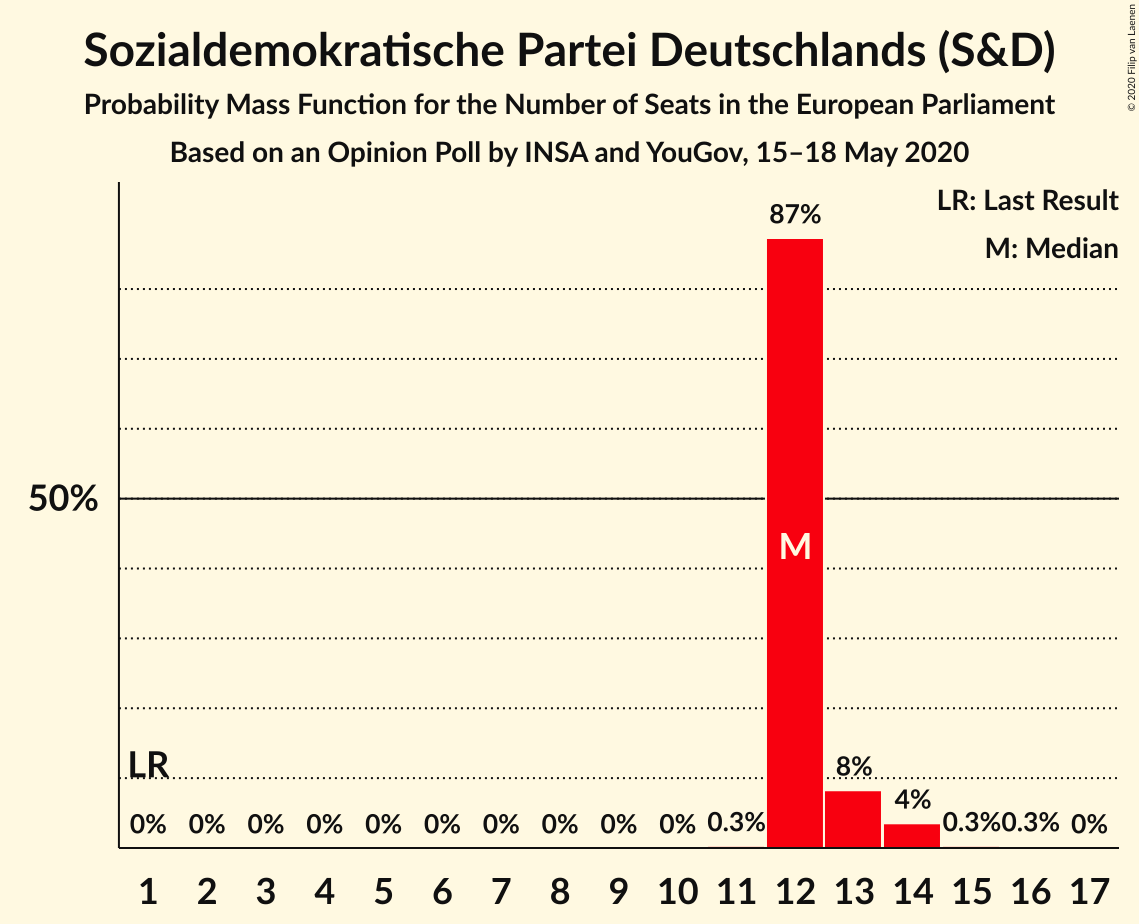 Sozialdemokratische Partei Deutschlands (S&D)
Probability Mass Function for the Number of Seats in the European Parliament
Based on an Opinion Poll by INSA and YouGov, 15–18 May 2020
© 2020 Filip van Laenen
LR: Last Result
M: Median
87%
50%
M
LR
8%
4%
0% 0% 0% 0% 0% 0% 0% 0% 0% 0% 0.3% 0.3% 0.3% 0%
1 2 3 4 5 6 7 8 9 10 11 12 13 14 15 16 17